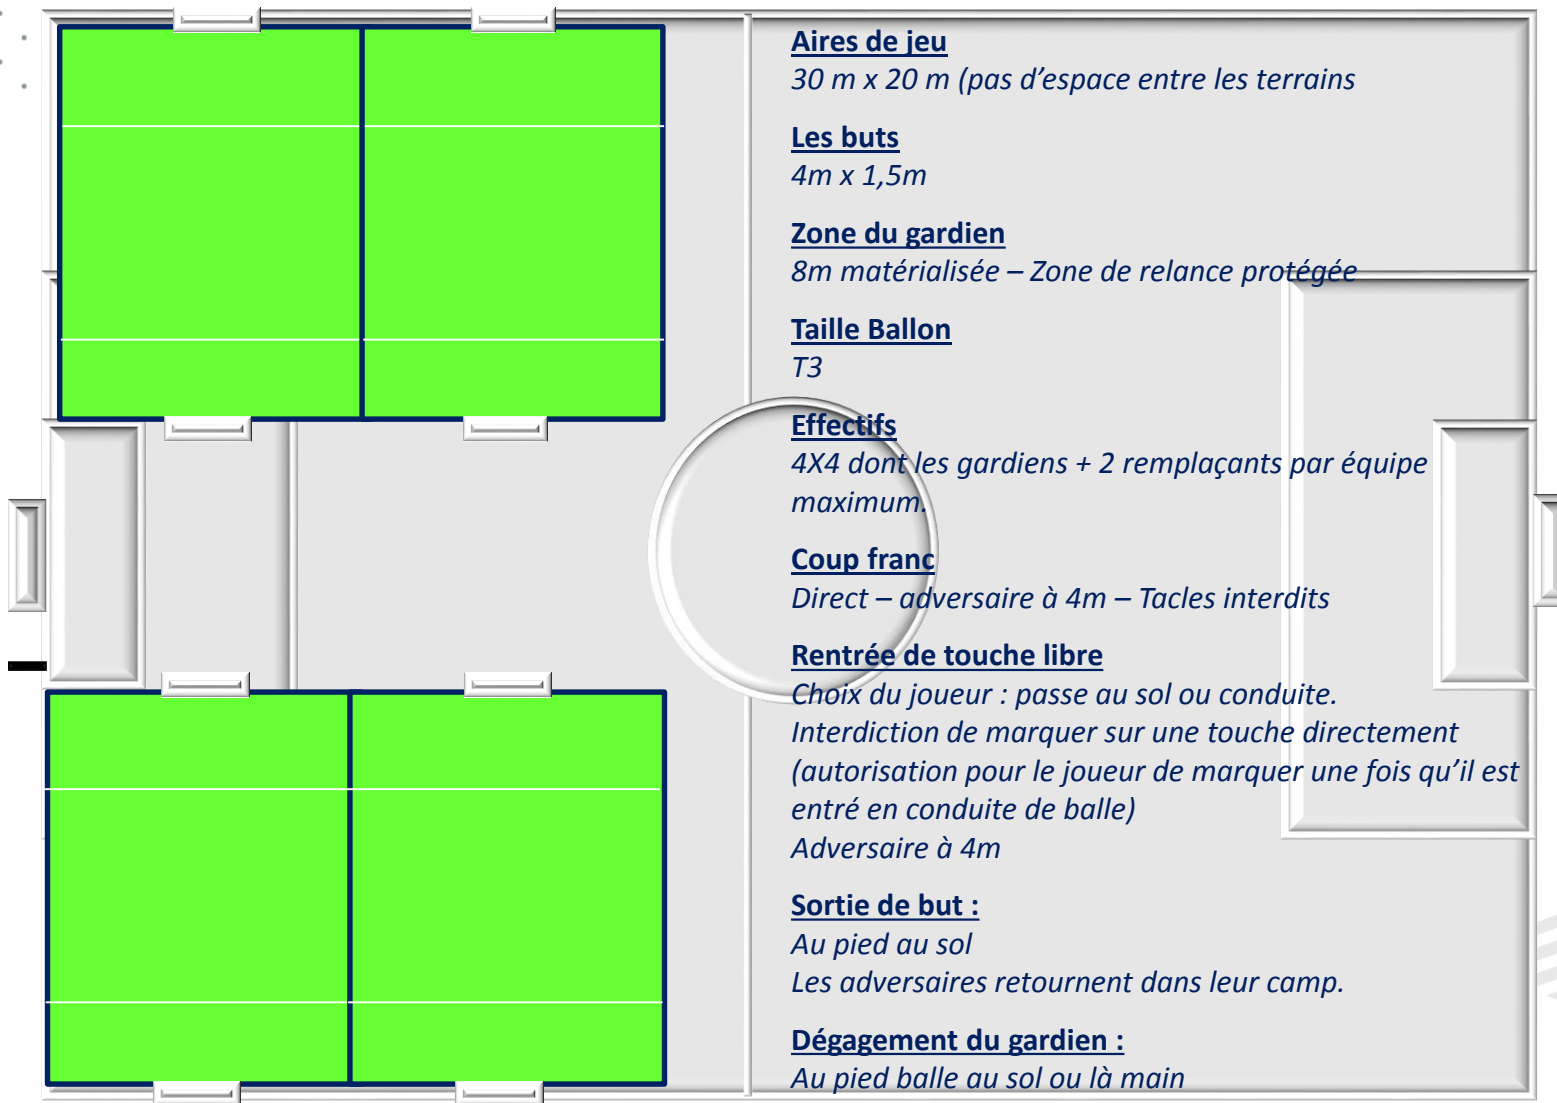 Aires de jeu
30 m x 20 m (pas d’espace entre les terrains
Les buts
4m x 1,5m
Zone du gardien
8m matérialisée – Zone de relance protégée
Taille Ballon
T3
Effectifs
4X4 dont les gardiens + 2 remplaçants par équipe
maximum.
Coup franc
Direct – adversaire à 4m – Tacles interdits
Rentrée de touche libre
Choix du joueur : passe au sol ou conduite.
Interdiction de marquer sur une touche directement
(autorisation pour le joueur de marquer une fois qu’il est
entré en conduite de balle)
Adversaire à 4m
Sortie de but :
Au pied au sol
Les adversaires retournent dans leur camp.
Dégagement du gardien :
Au pied balle au sol ou là main